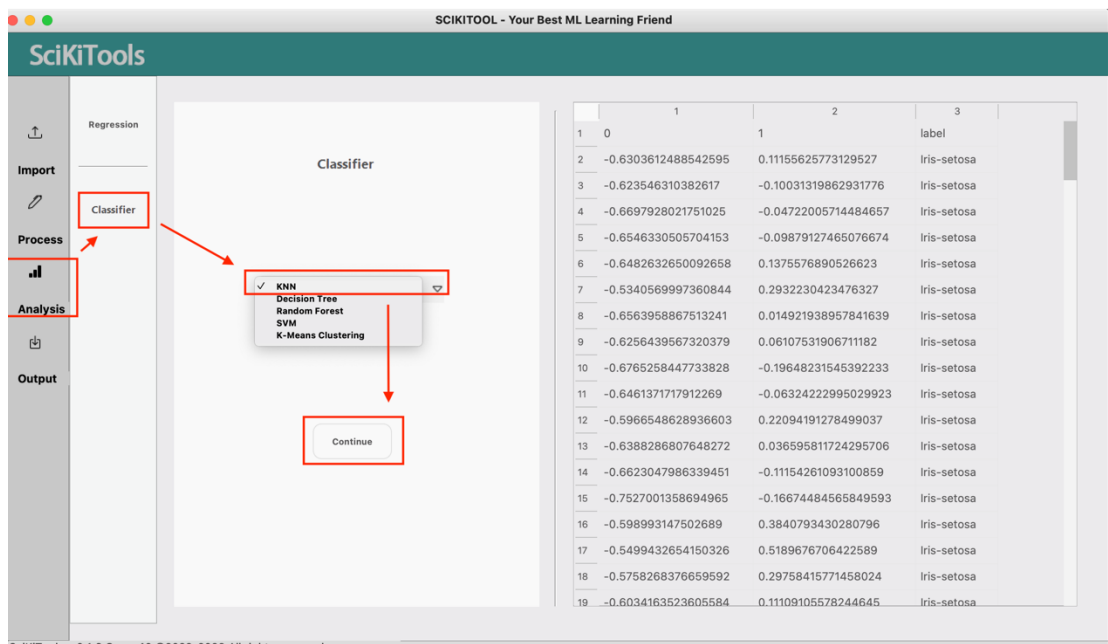 SCIKITOOL - Your Best ML Learning Friend
SciKiTools
Import
Process
Analysis
Output
Regression
Classifier
Classifier
✓ KNN
Decision Tree
Random Forest
SVM
K-Means Clustering
Continue
1 2 3
1 0 1 label
2 -0.6303612488542595 0.11155625773129527 Iris-setosa
3 -0.623546310382617 -0.10031319862931776 Iris-setosa
4 -0.6697928021751025 -0.04722005714484657 Iris-setosa
5 -0.6546330505704153 -0.09879127465076674 Iris-setosa
6 -0.6482632650092658 0.1375576890526623 Iris-setosa
7 -0.5340569997360844 0.2932230423476327 Iris-setosa
8 -0.6563958867513241 0.014921938957841639 Iris-setosa
9 -0.6256439567320379 0.06107531906711182 Iris-setosa
10 -0.6765258447733828 -0.19648231545392233 Iris-setosa
11 -0.6461371717912269 -0.06324222995029923 Iris-setosa
12 -0.5966548628936603 0.22094191278499037 Iris-setosa
13 -0.6388286807648272 0.036595811724295706 Iris-setosa
14 -0.6623047986339451 -0.11154261093100859 Iris-setosa
15 -0.7527001358694965 -0.16674484565849593 Iris-setosa
16 -0.598993147502689 0.3840793430280796 Iris-setosa
17 -0.5499432654150326 0.5189676706422589 Iris-setosa
18 -0.5758268376659592 0.29758415771458024 Iris-setosa
19 -0.6034163523605584 0.11109105578244645 Iris-setosa